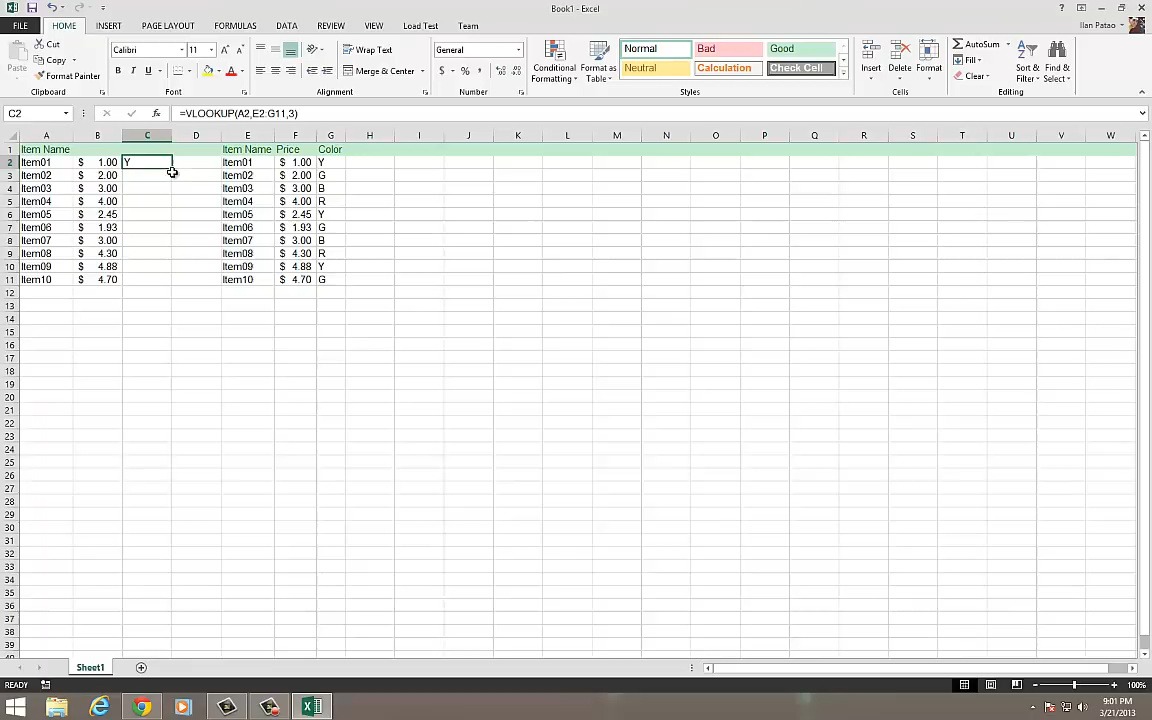 Book1 - Excel
FILE HOME INSERT PAGE LAYOUT FORMULAS DATA REVIEW VIEW Load Test Team
Ilan Patao
Paste
Cut
Copy
Format Painter
Clipboard
Calibri 11
B I U
Font
Wrap Text
Merge & Center
Alignment
General
$ % ,
Number
Conditional Formatting
Format as Table
Normal Bad Good
Neutral Calculation Check Cell
Styles
Insert Delete Format
Cells
AutoSum
Fill
Clear
Sort & Filter
Find & Select
Editing
C2 fx =VLOOKUP(A2,E2:G11,3)
A B C D E F G H I J K L M N O P Q R S T U V W
1 Item Name Item Name Price Color
2 Item01 $ 1.00 Y Item01 $ 1.00 Y
3 Item02 $ 2.00 Item02 $ 2.00 G
4 Item03 $ 3.00 Item03 $ 3.00 B
5 Item04 $ 4.00 Item04 $ 4.00 R
6 Item05 $ 2.45 Item05 $ 2.45 Y
7 Item06 $ 1.93 Item06 $ 1.93 G
8 Item07 $ 3.00 Item07 $ 3.00 B
9 Item08 $ 4.30 Item08 $ 4.30 R
10 Item09 $ 4.88 Item09 $ 4.88 Y
11 Item10 $ 4.70 Item10 $ 4.70 G
12
13
14
15
16
17
18
19
20
21
22
23
24
25
26
27
28
29
30
31
32
33
34
35
36
37
38
39
Sheet1
READY
100%
9:01 PM
3/21/2013